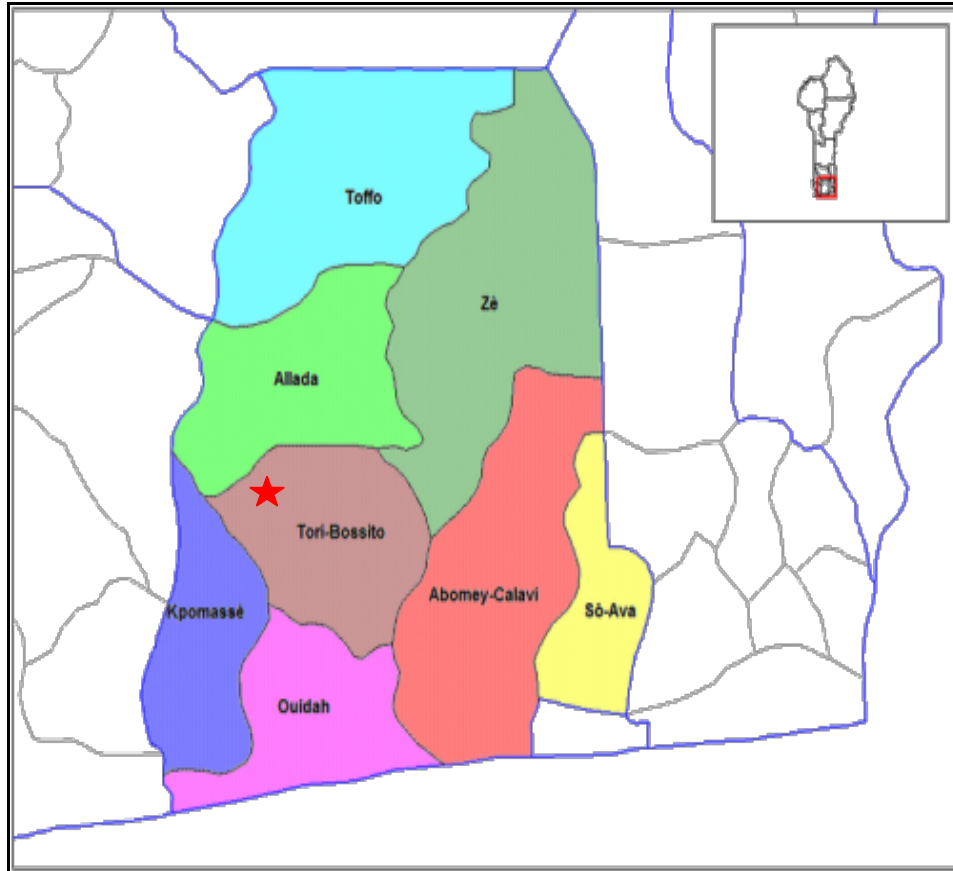 Toffo
Zè
Allada
Tori-Bossito
Abomey-Calavi
Kpomassè
Sô-Ava
Ouidah